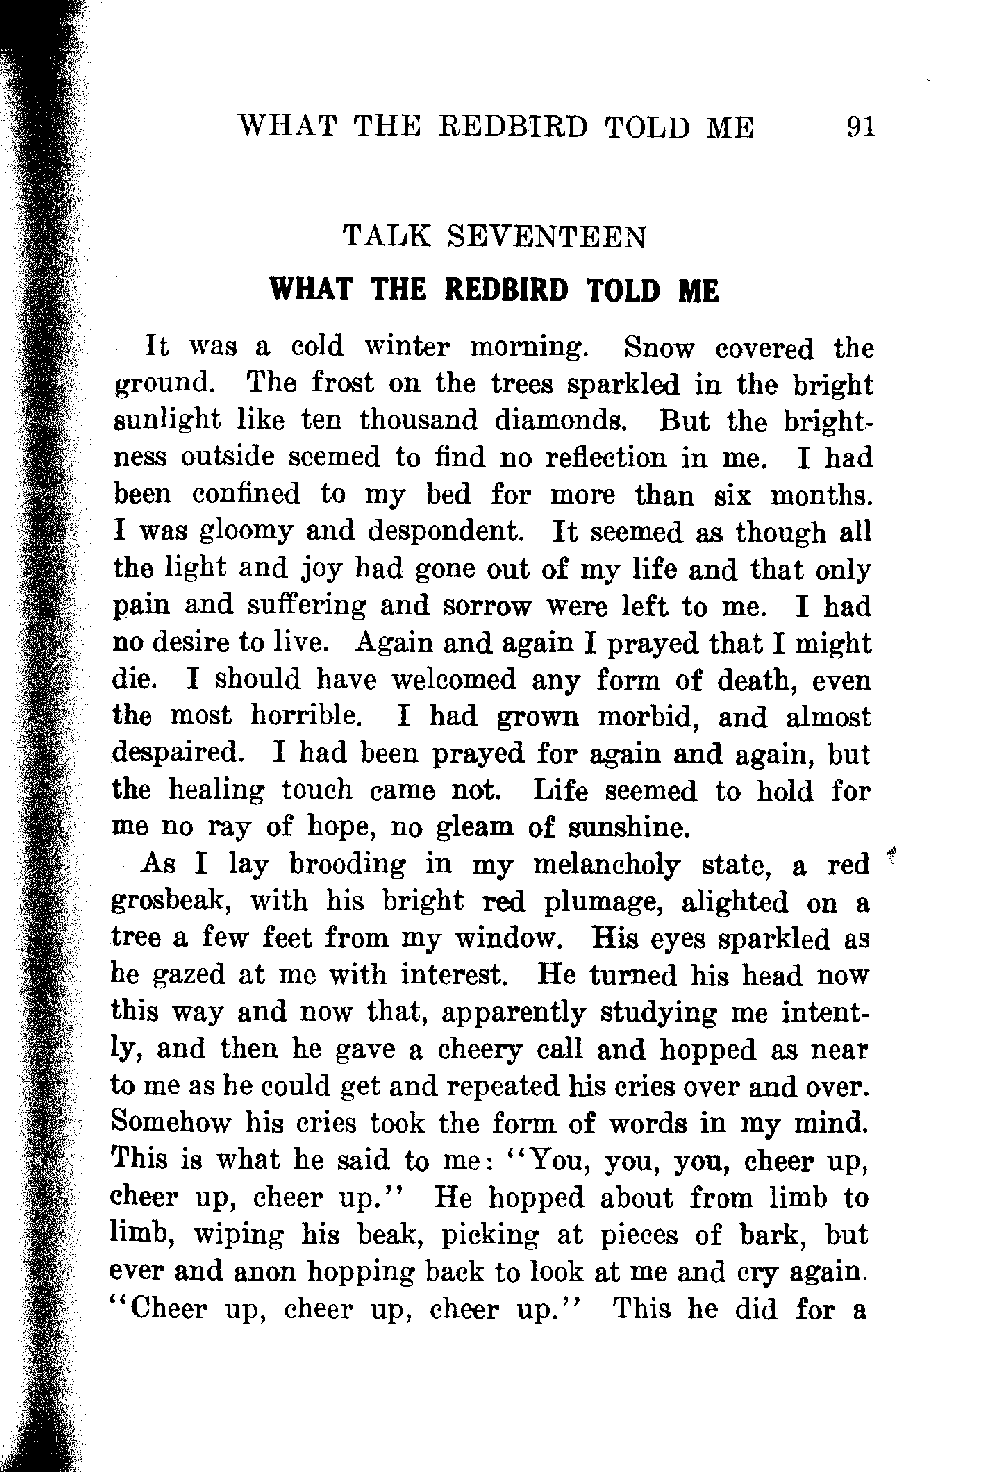 WHAT THE REDBIRD TOLD ME 91
TALK SEVENTEEN
WHAT THE REDBIRD TOLD ME
It was a cold winter morning. Snow covered the
ground. The frost on the trees sparkled in the bright
sunlight like ten thousand diamonds. But the bright-
ness outside seemed to find no reflection in me. I had
been confined to my bed for more than six months.
I was gloomy and despondent. It seemed as though all
the light and joy had gone out of my life and that only
pain and suffering and sorrow were left to me. I had
no desire to live. Again and again I prayed that I might
die. I should have welcomed any form of death, even
the most horrible. I had grown morbid, and almost
despaired. I had been prayed for again and again, but
the healing touch came not. Life seemed to hold for
me no ray of hope, no gleam of sunshine.
As I lay brooding in my melancholy state, a red
grosbeak, with his bright red plumage, alighted on a
tree a few feet from my window. His eyes sparkled as
he gazed at me with interest. He turned his head now
this way and now that, apparently studying me intent-
ly, and then he gave a cheery call and hopped as near
to me as he could get and repeated his cries over and over.
Somehow his cries took the form of words in my mind.
This is what he said to me: "You, you, you, cheer up,
cheer up, cheer up." He hopped about from limb to
limb, wiping his beak, picking at pieces of bark, but
ever and anon hopping back to look at me and cry again.
"Cheer up, cheer up, cheer up." This he did for a